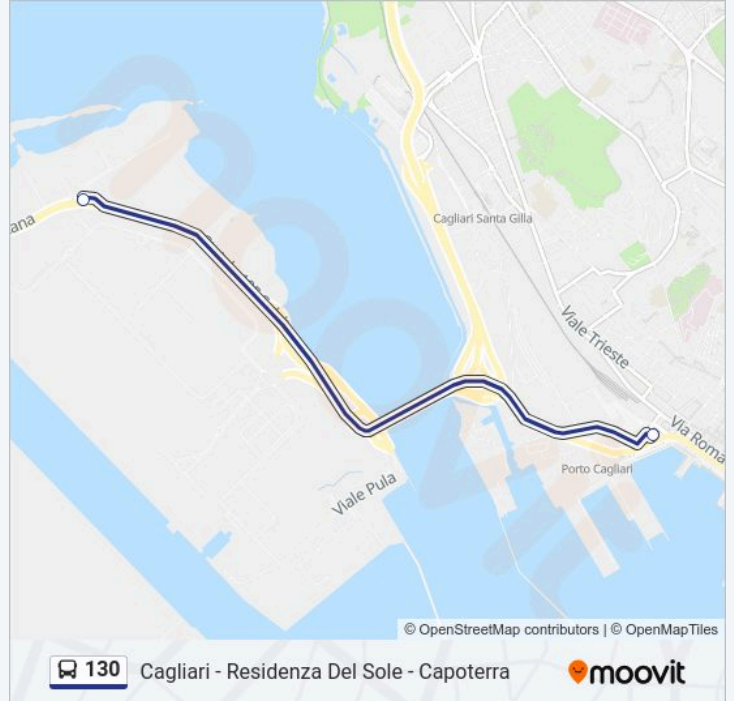 Cagliari Santa Gilla
ana
Viale Trieste
Via Roma
Porto Cagliari
Viale Pula
© OpenStreetMap contributors | © OpenMapTiles
130 Cagliari - Residenza Del Sole - Capoterra
moovit